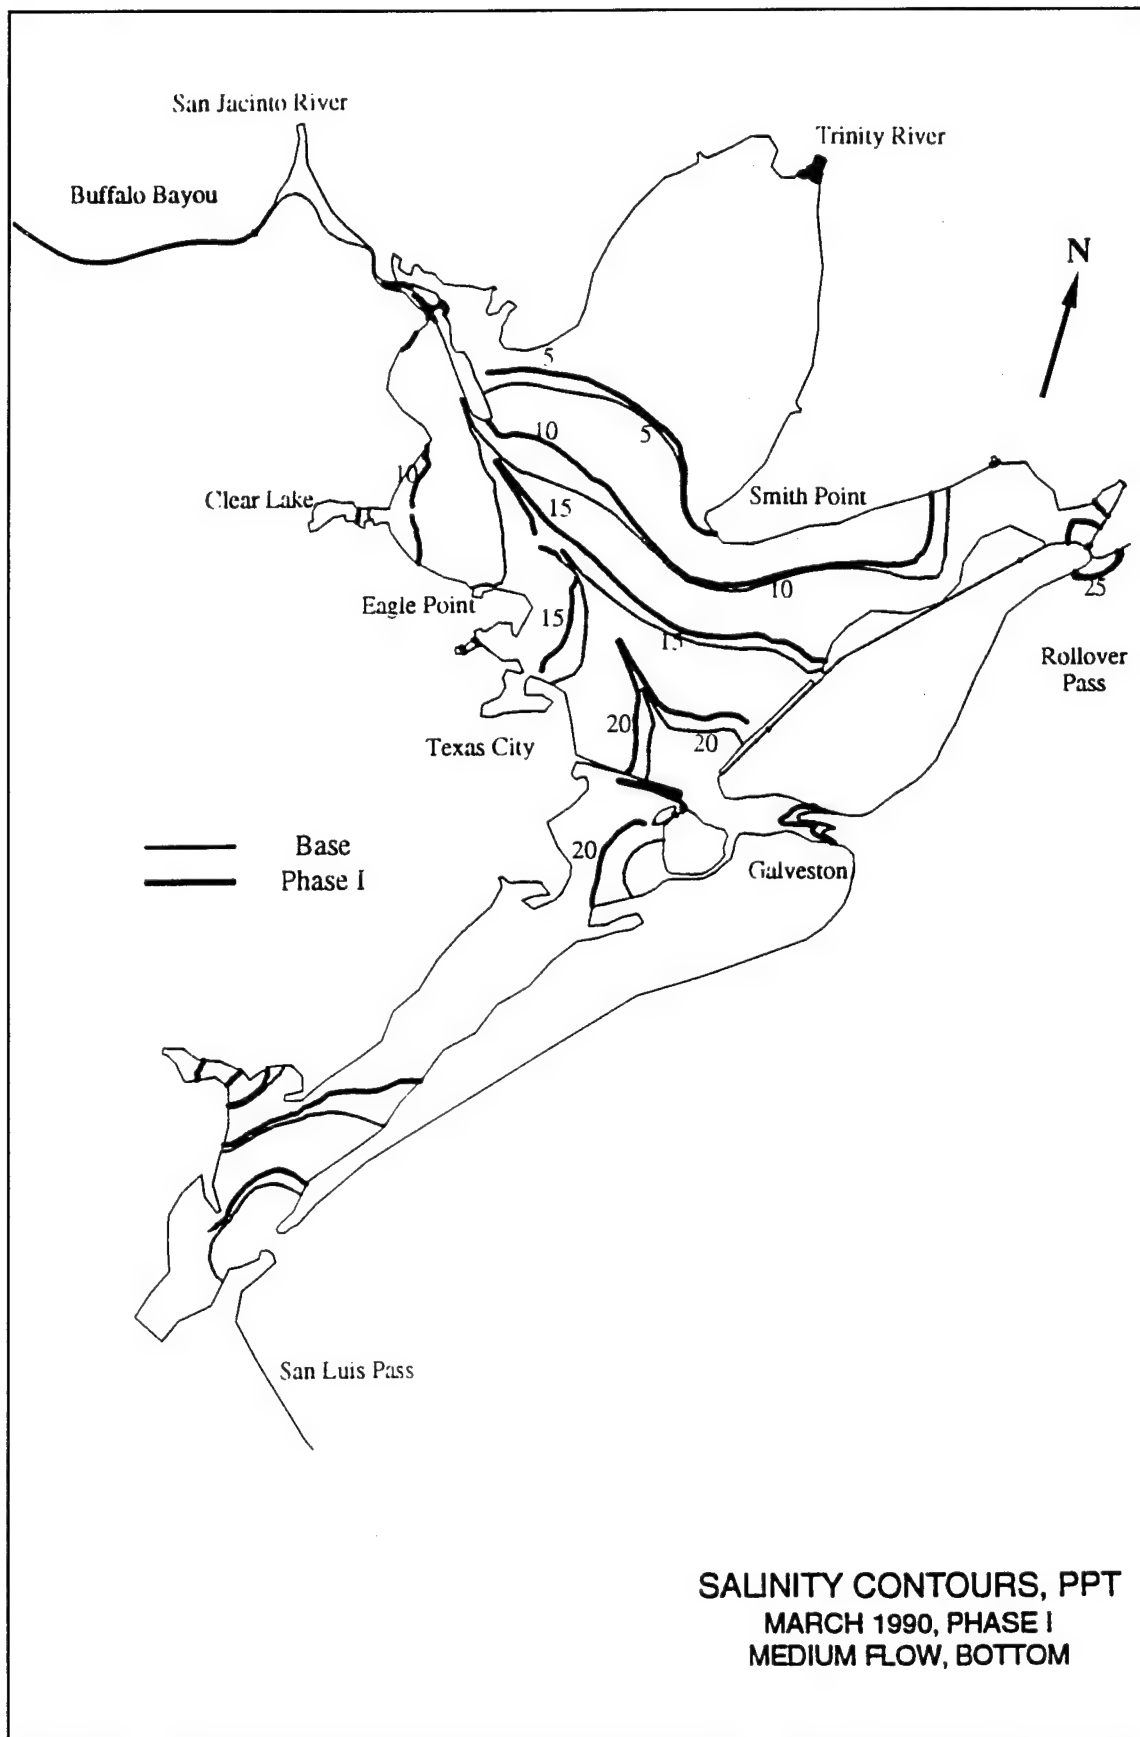 San Jacinto River
Trinity River
Buffalo Bayou
N
5
10
5
10
Clear Lake
15
Smith Point
10
25
Eagle Point
15
15
Rollover
Pass
20
20
Texas City
Base
20
Galveston
Phase I
San Luis Pass
SALINITY CONTOURS, PPT
MARCH 1990, PHASE I
MEDIUM FLOW, BOTTOM